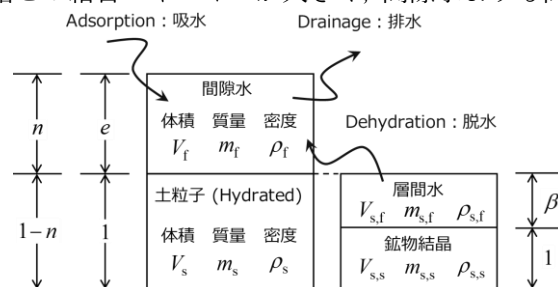 Adsorption：吸水
Drainage：排水
間隙水
体積 質量 密度
V_f m_f ρ_f
Dehydration：脱水
n
e
土粒子 (Hydrated)
体積 質量 密度
V_s m_s ρ_s
1−n
1
層間水
V_s,f m_s,f ρ_s,f
鉱物結晶
V_s,s m_s,s ρ_s,s
β
1